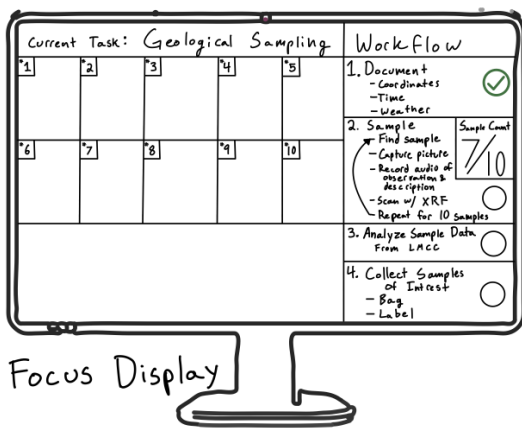 Current Task: Geological Sampling
*1 *2 *3 *4 *5
*6 *7 *8 *9 *10
Workflow
1. Document
- Coordinates
- Time
- Weather
2. Sample
- Find sample
- Capture picture
- Record audio of
observation &
description
- Scan w/ XRF
- Repeat for 10 Samples
Sample Count
7/10
3. Analyze Sample Data
From LMCC
4. Collect Samples
of Intrest
- Bag
- Label
Focus Display